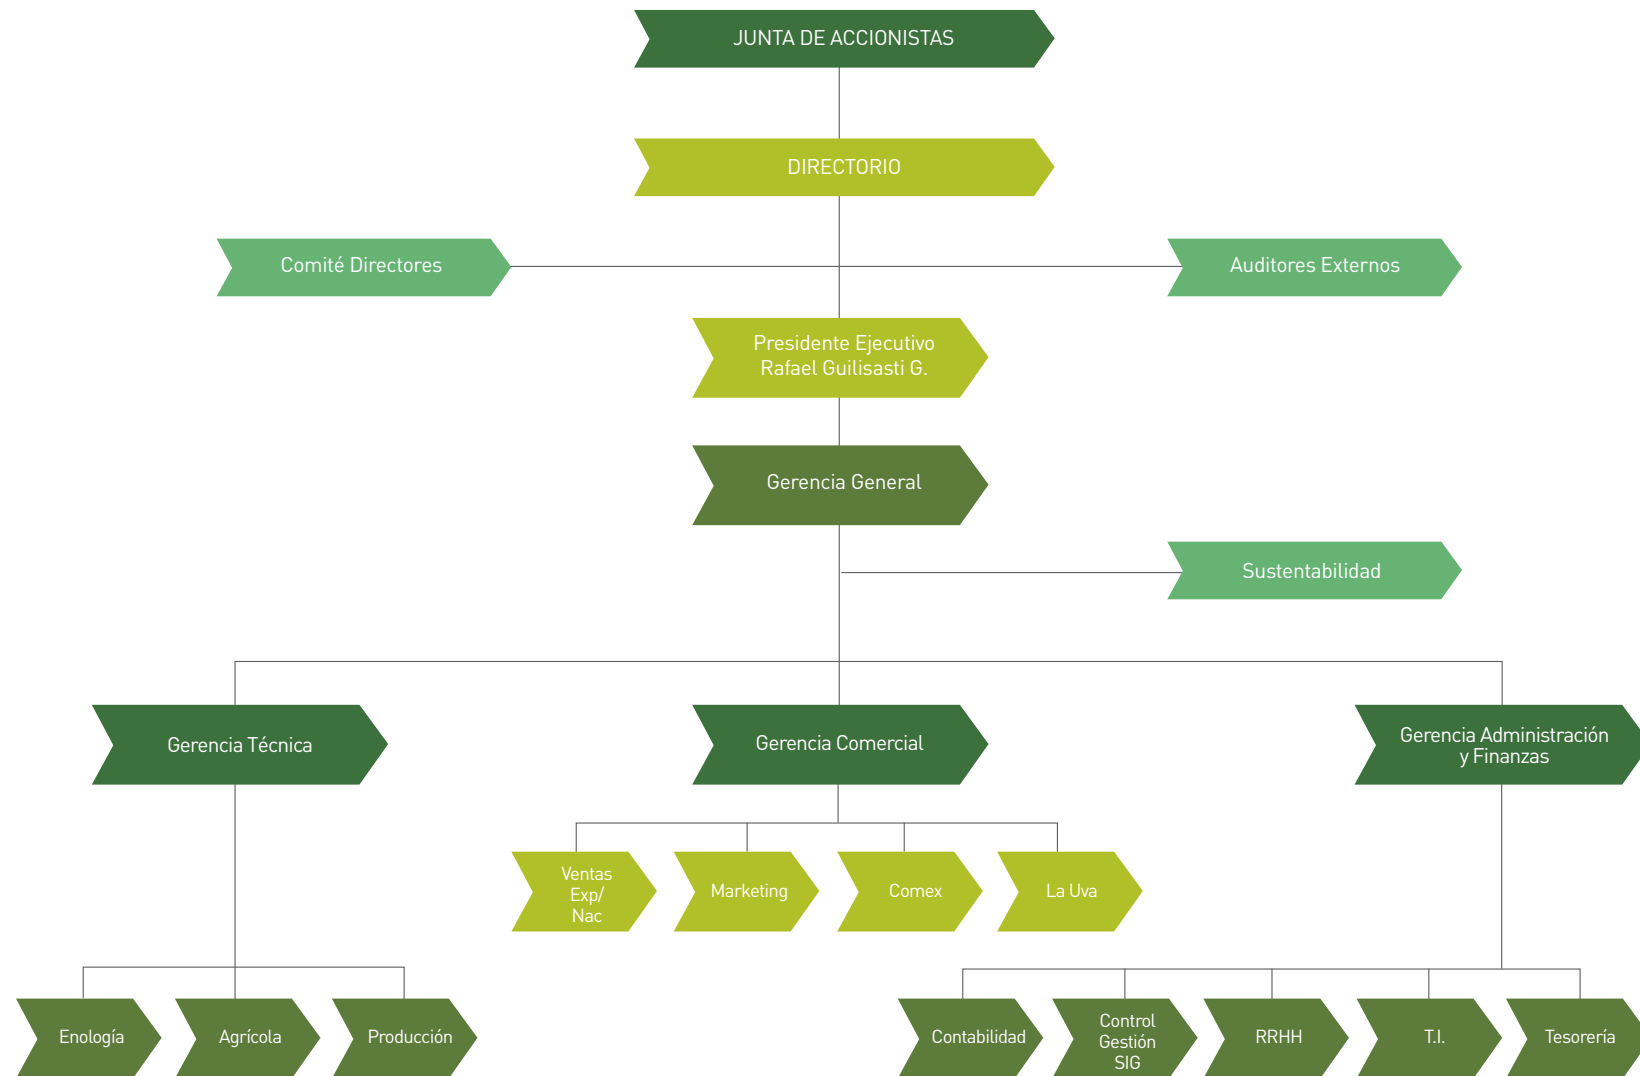 JUNTA DE ACCIONISTAS
DIRECTORIO
Comité Directores
Auditores Externos
Presidente Ejecutivo
Rafael Guilisasti G.
Gerencia General
Sustentabilidad
Gerencia Técnica
Gerencia Comercial
Gerencia Administración
y Finanzas
Ventas
Exp/
Nac
Marketing
Comex
La Uva
Enología
Agrícola
Producción
Contabilidad
Control
Gestión
SIG
RRHH
T.I.
Tesorería